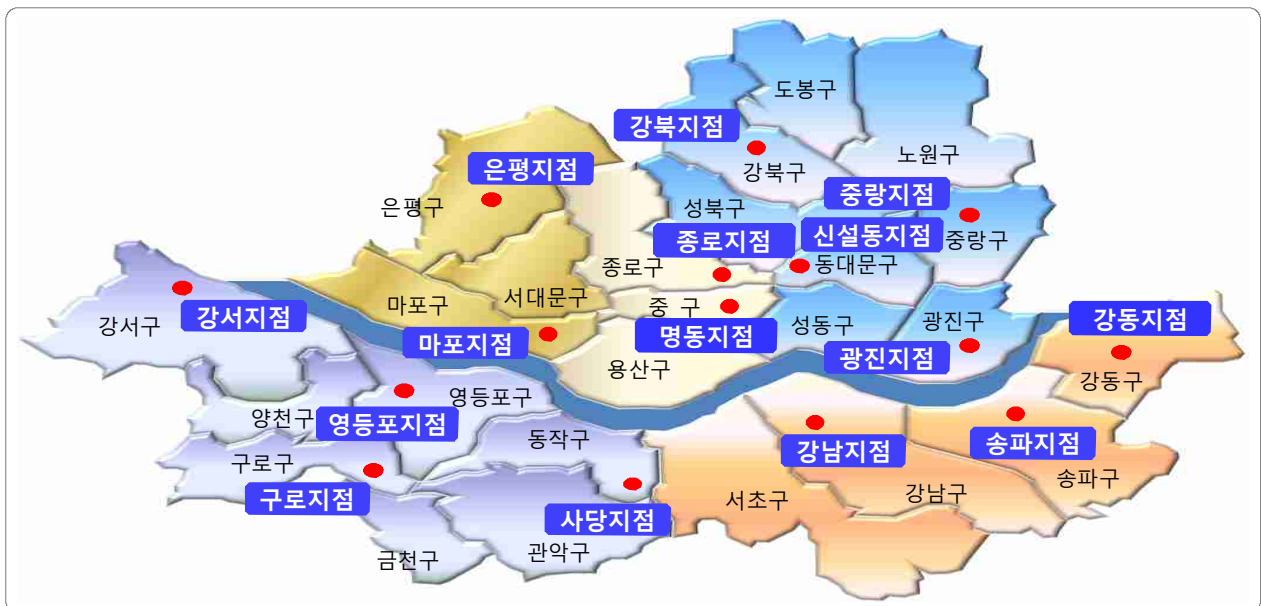 도봉구
강북지점
노원구
은평지점
강북구
은평구
성북구
중랑지점
종로지점
신설동지점
중랑구
종로구
동대문구
서대문구
마포구
중 구
강서구
강서지점
마포지점
명동지점
성동구
광진구
강동지점
광진지점
용산구
강동구
영등포구
양천구
영등포지점
동작구
강남지점
송파지점
구로구
구로지점
송파구
강남구
서초구
사당지점
관악구
금천구